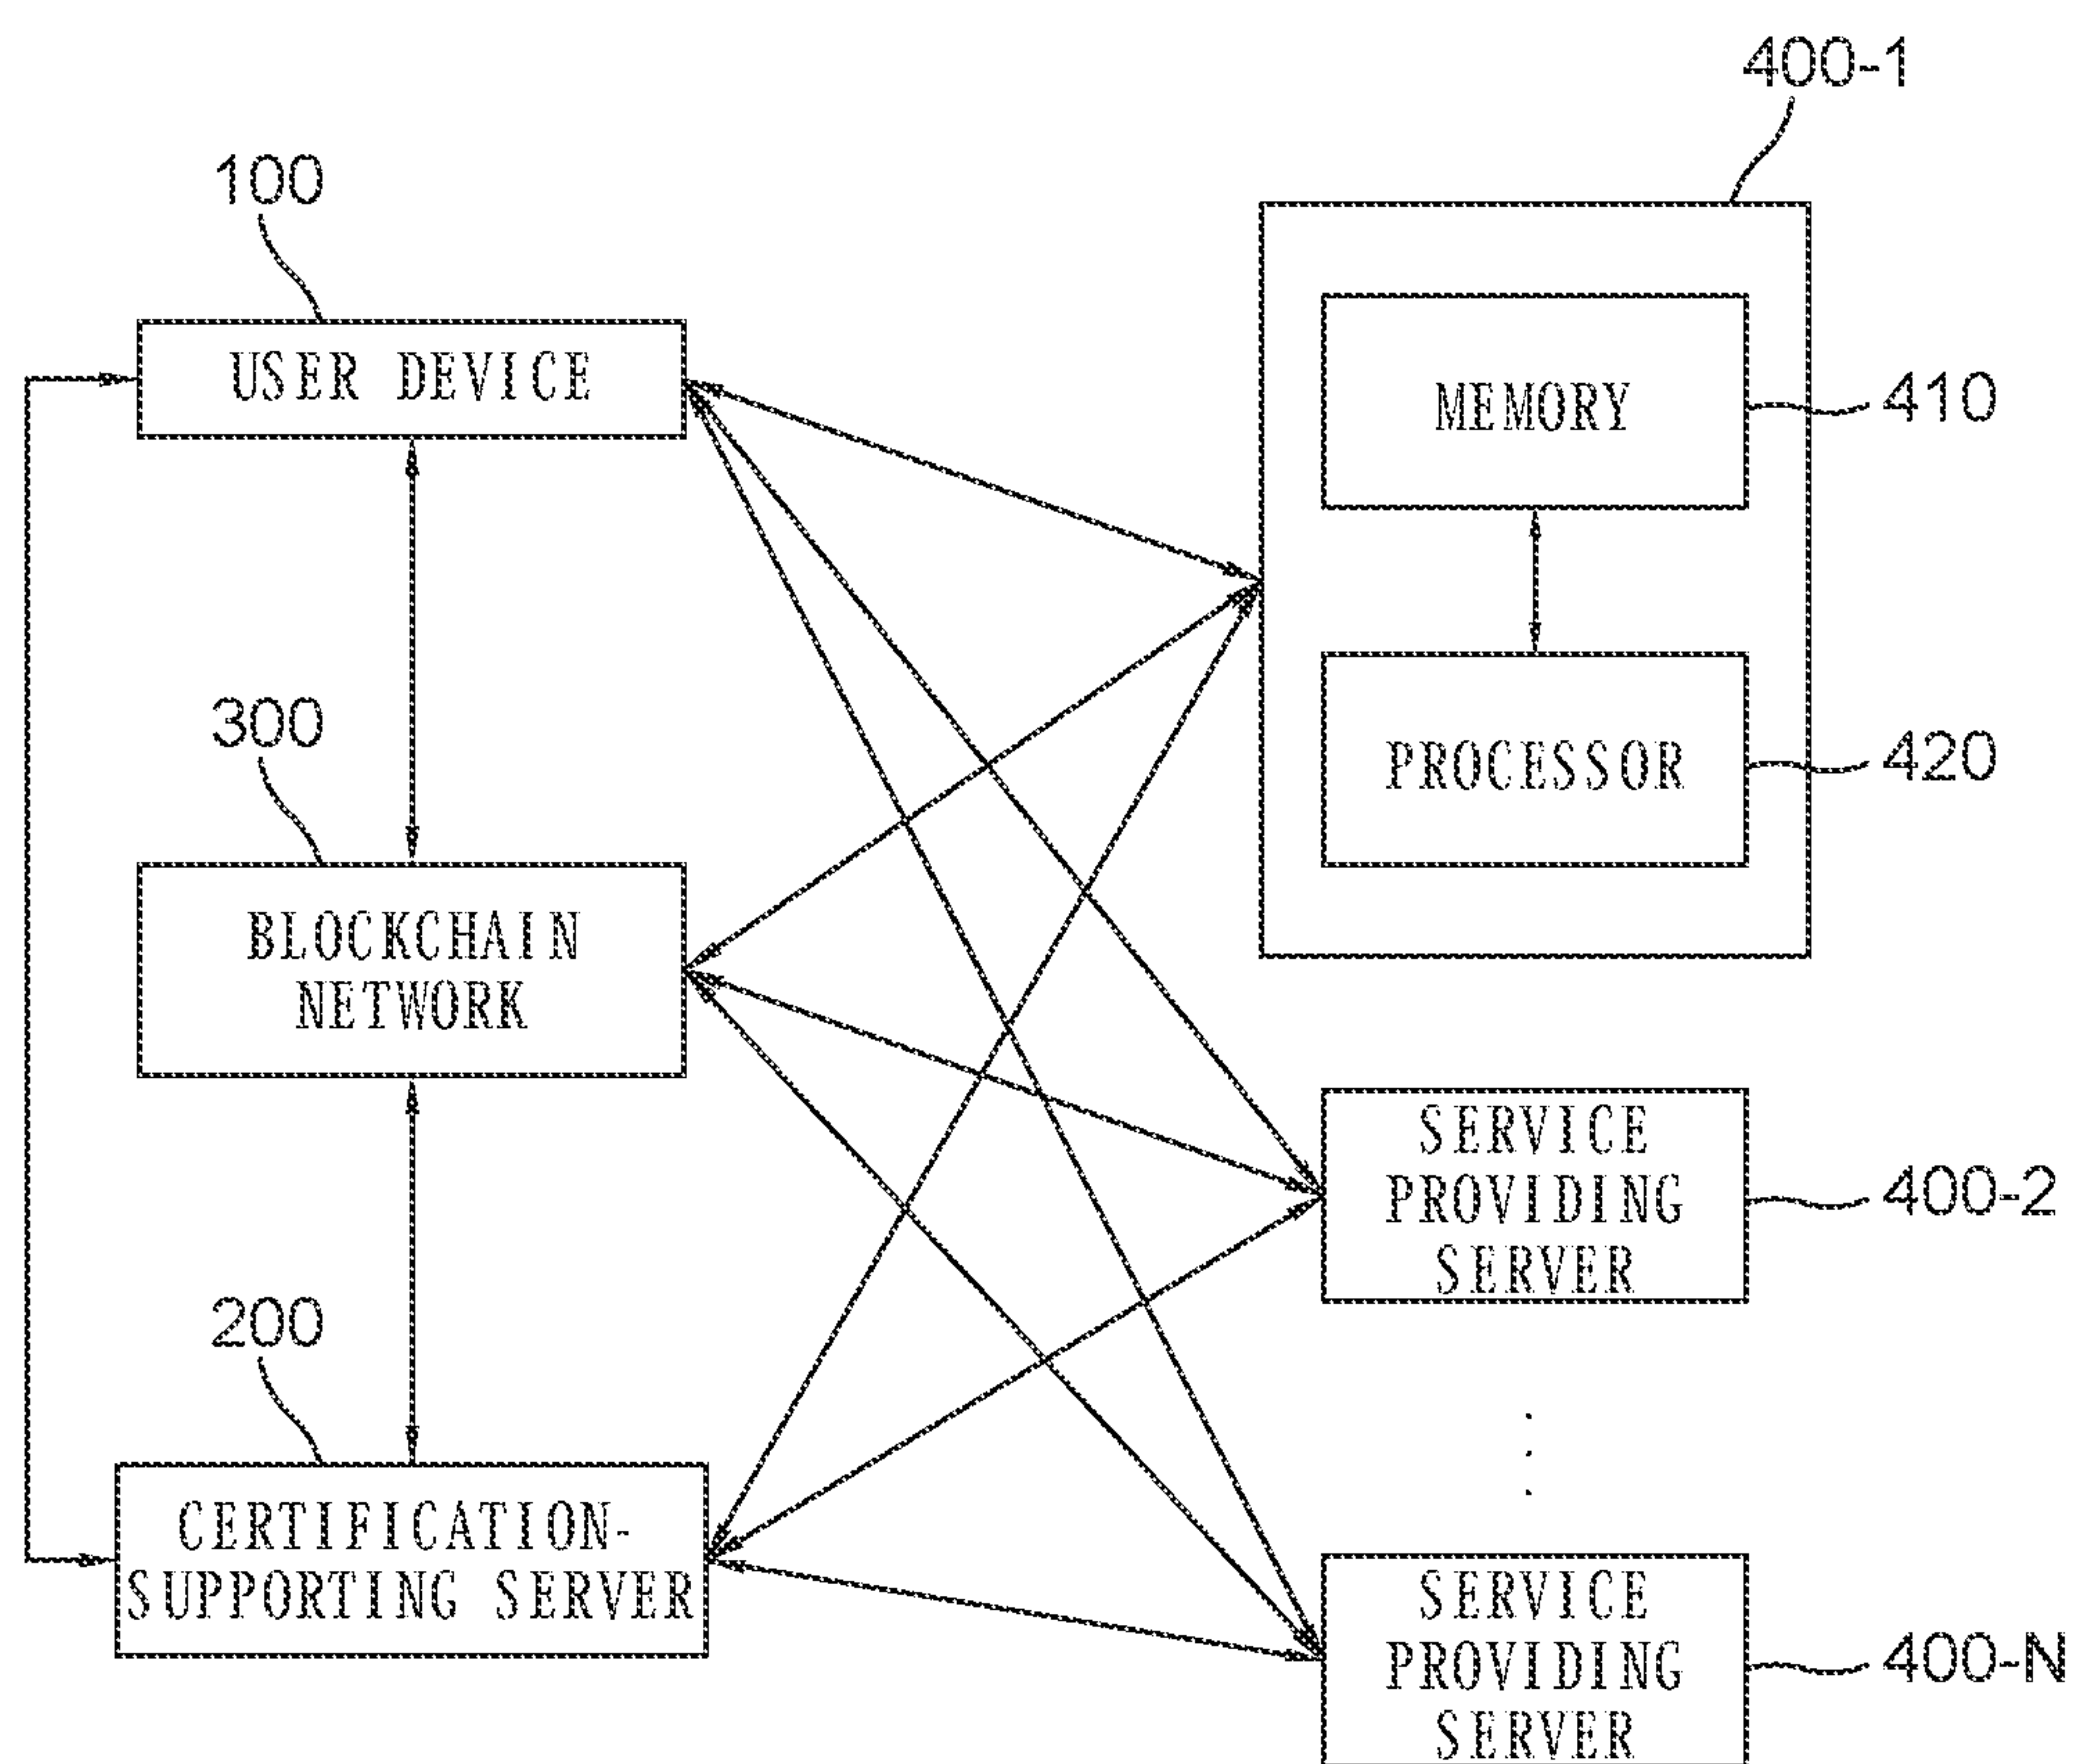 400-1
100
USER DEVICE
MEMORY
410
300
PROCESSOR
420
BLOCKCHAIN
NETWORK
SERVICE
PROVIDING
SERVER
400-2
200
CERTIFICATION-
SUPPORTING SERVER
SERVICE
PROVIDING
SERVER
400-N